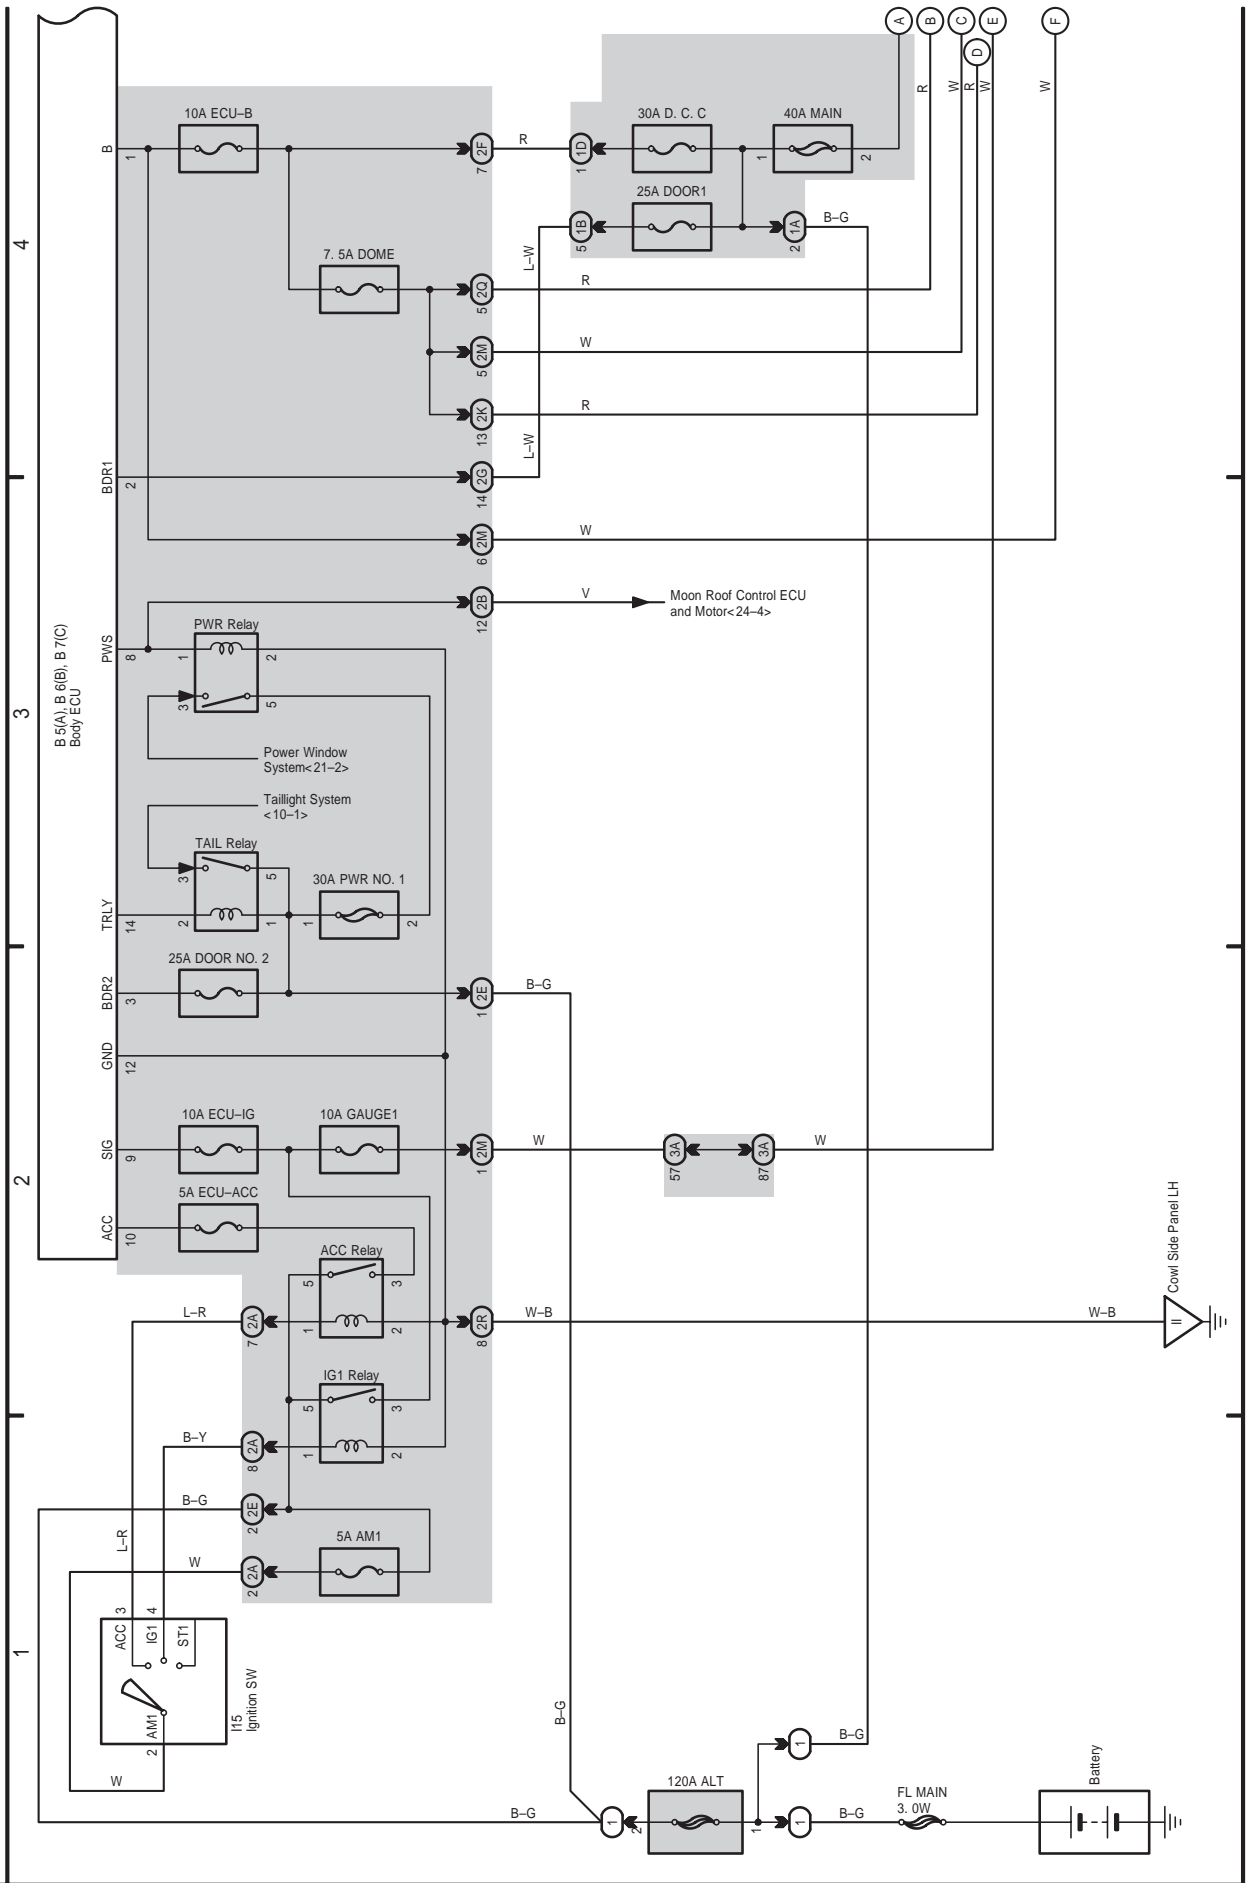 A
B
C
D
E
F
R
W
R
W
W
4
3
2
1
B
1
10A ECU–B
7
2F
R
1
1D
30A D. C. C
40A MAIN
1
2
25A DOOR1
5
1B
2
1A
B–G
L–W
7. 5A DOME
5
2Q
R
5
2M
W
13
2K
R
L–W
BDR1
2
14
2G
6
2M
W
12
2B
V
Moon Roof Control ECU
and Motor<24–4>
B 5(A), B 6(B), B 7(C)
Body ECU
PWS
8
PWR Relay
1
2
3
5
Power Window
System<21–2>
Taillight System
<10–1>
TAIL Relay
3
5
30A PWR NO. 1
TRLY
14
2
1
1
2
25A DOOR NO. 2
BDR2
3
1
2E
B–G
GND
12
10A ECU–IG
10A GAUGE1
SIG
9
1
2M
W
57
3A
87
3A
W
5A ECU–ACC
ACC
10
ACC Relay
5
3
L–R
7
2A
1
2
8
2R
W–B
W–B
II
Cowl Side Panel LH
IG1 Relay
5
3
B–Y
8
2A
1
2
B–G
2
2E
L–R
5A AM1
W
2
2A
ACC
3
IG1
4
ST1
AM1
2
I15
Ignition SW
W
B–G
1
B–G
120A ALT
FL MAIN
3. 0W
Battery
B–G
1
2
1
1
B–G